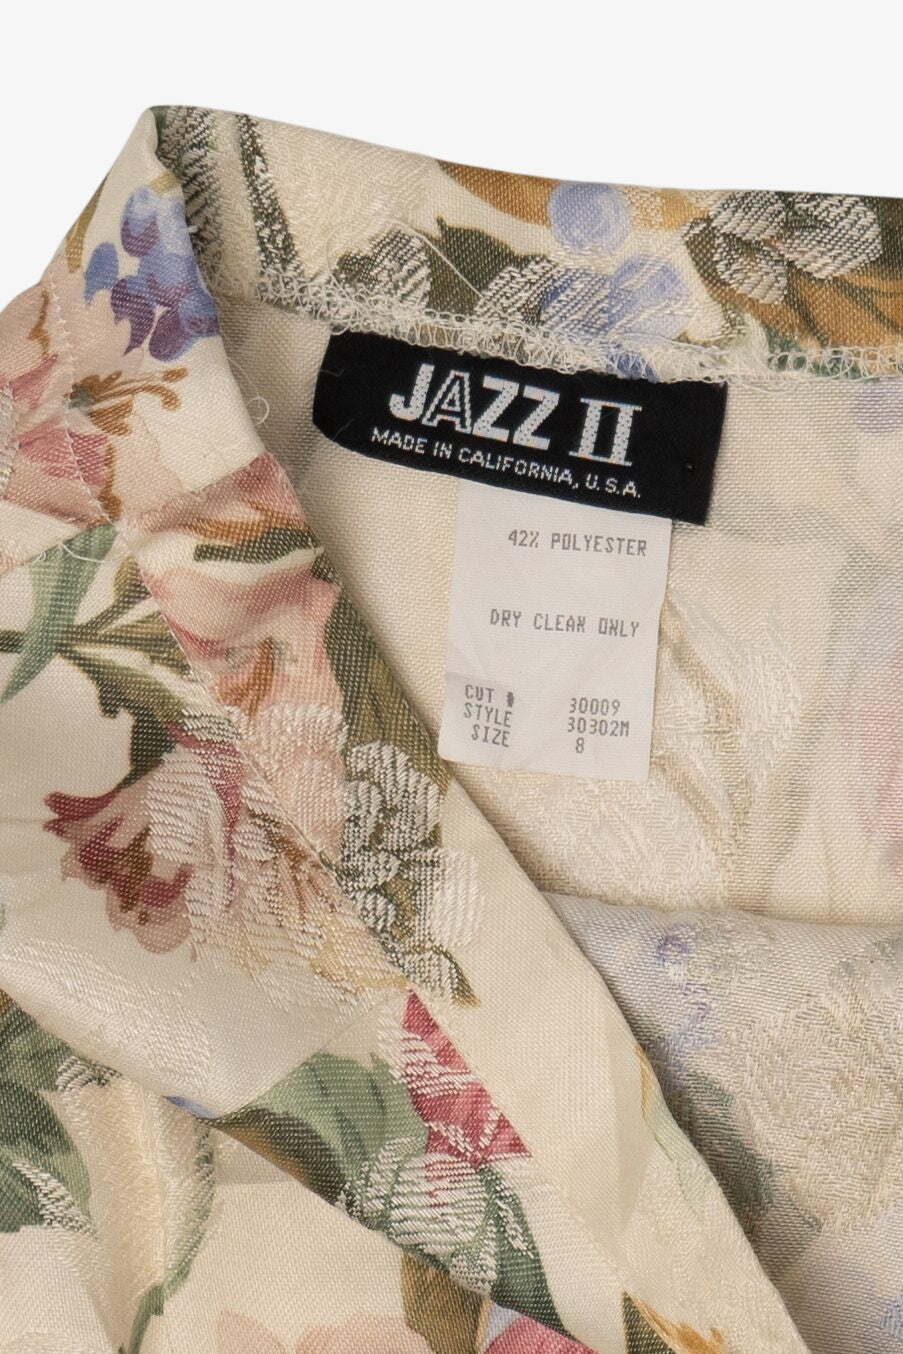 JAZZ II
MADE IN CALIFORNIA, U.S.A.
42% POLYESTER
DRY CLEAN ONLY
CUT # 30009
STYLE 30302M
SIZE 8